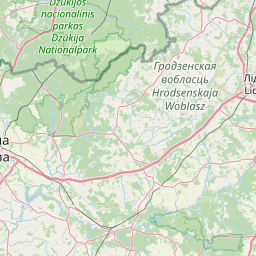 Dzūkijos
nacionalinis
parkas
Dzūkija
Nationalpark
Гродзенская
вобласць
Hrodsenskaja
Woblasz